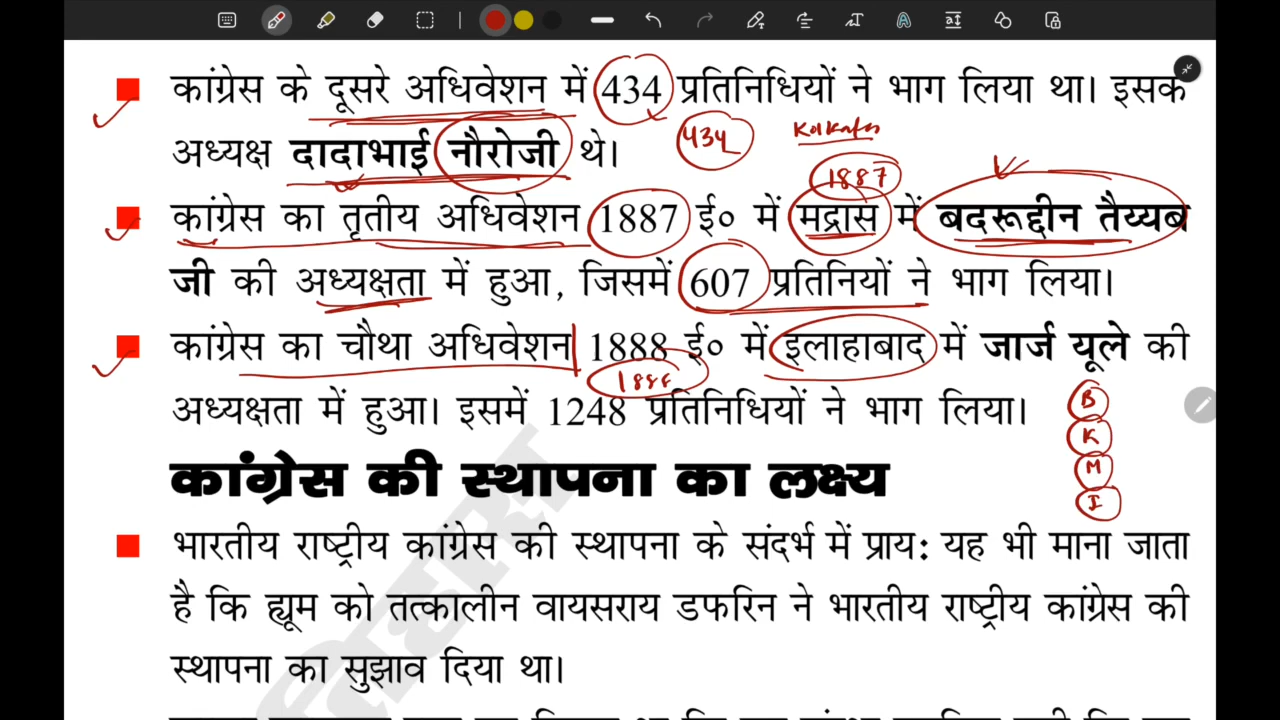 कांग्रेस के दूसरे अधिवेशन में 434 प्रतिनिधियों ने भाग लिया था। इसक
434 Kolkata
अध्यक्ष दादाभाई नौरोजी थे।
1887
कांग्रेस का तृतीय अधिवेशन 1887 ई० में मद्रास में बदरूद्दीन तैय्यब
जी की अध्यक्षता में हुआ, जिसमें 607 प्रतिनियों ने भाग लिया।
कांग्रेस का चौथा अधिवेशन 1888 ई० में इलाहाबाद में जार्ज यूले की
अध्यक्षता में हुआ। इसमें 1248 प्रतिनिधियों ने भाग लिया।
B
K
M
I
कांग्रेस की स्थापना का लक्ष्य
भारतीय राष्ट्रीय कांग्रेस की स्थापना के संदर्भ में प्राय: यह भी माना जाता
है कि ह्यूम को तत्कालीन वायसराय डफरिन ने भारतीय राष्ट्रीय कांग्रेस की
स्थापना का सुझाव दिया था।